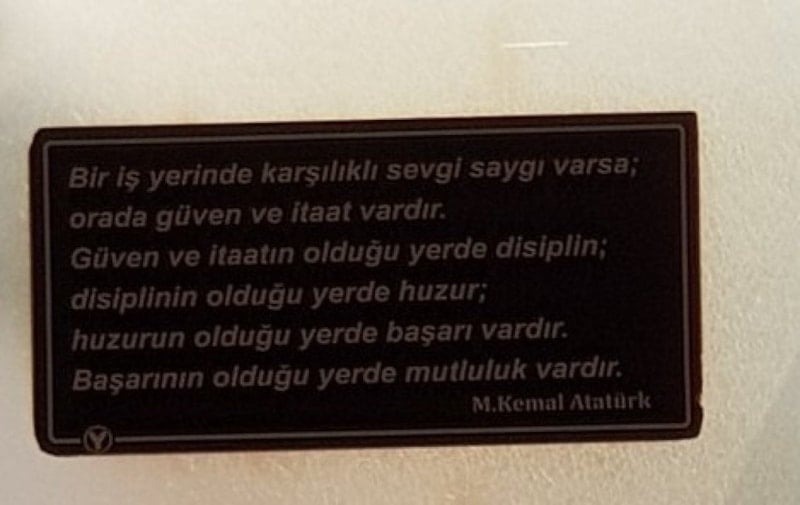 Bir iş yerinde karşılıklı sevgi saygı varsa;
orada güven ve itaat vardır.
Güven ve itaatın olduğu yerde disiplin;
disiplinin olduğu yerde huzur;
huzurun olduğu yerde başarı vardır.
Başarının olduğu yerde mutluluk vardır.
M.Kemal Atatürk
Y